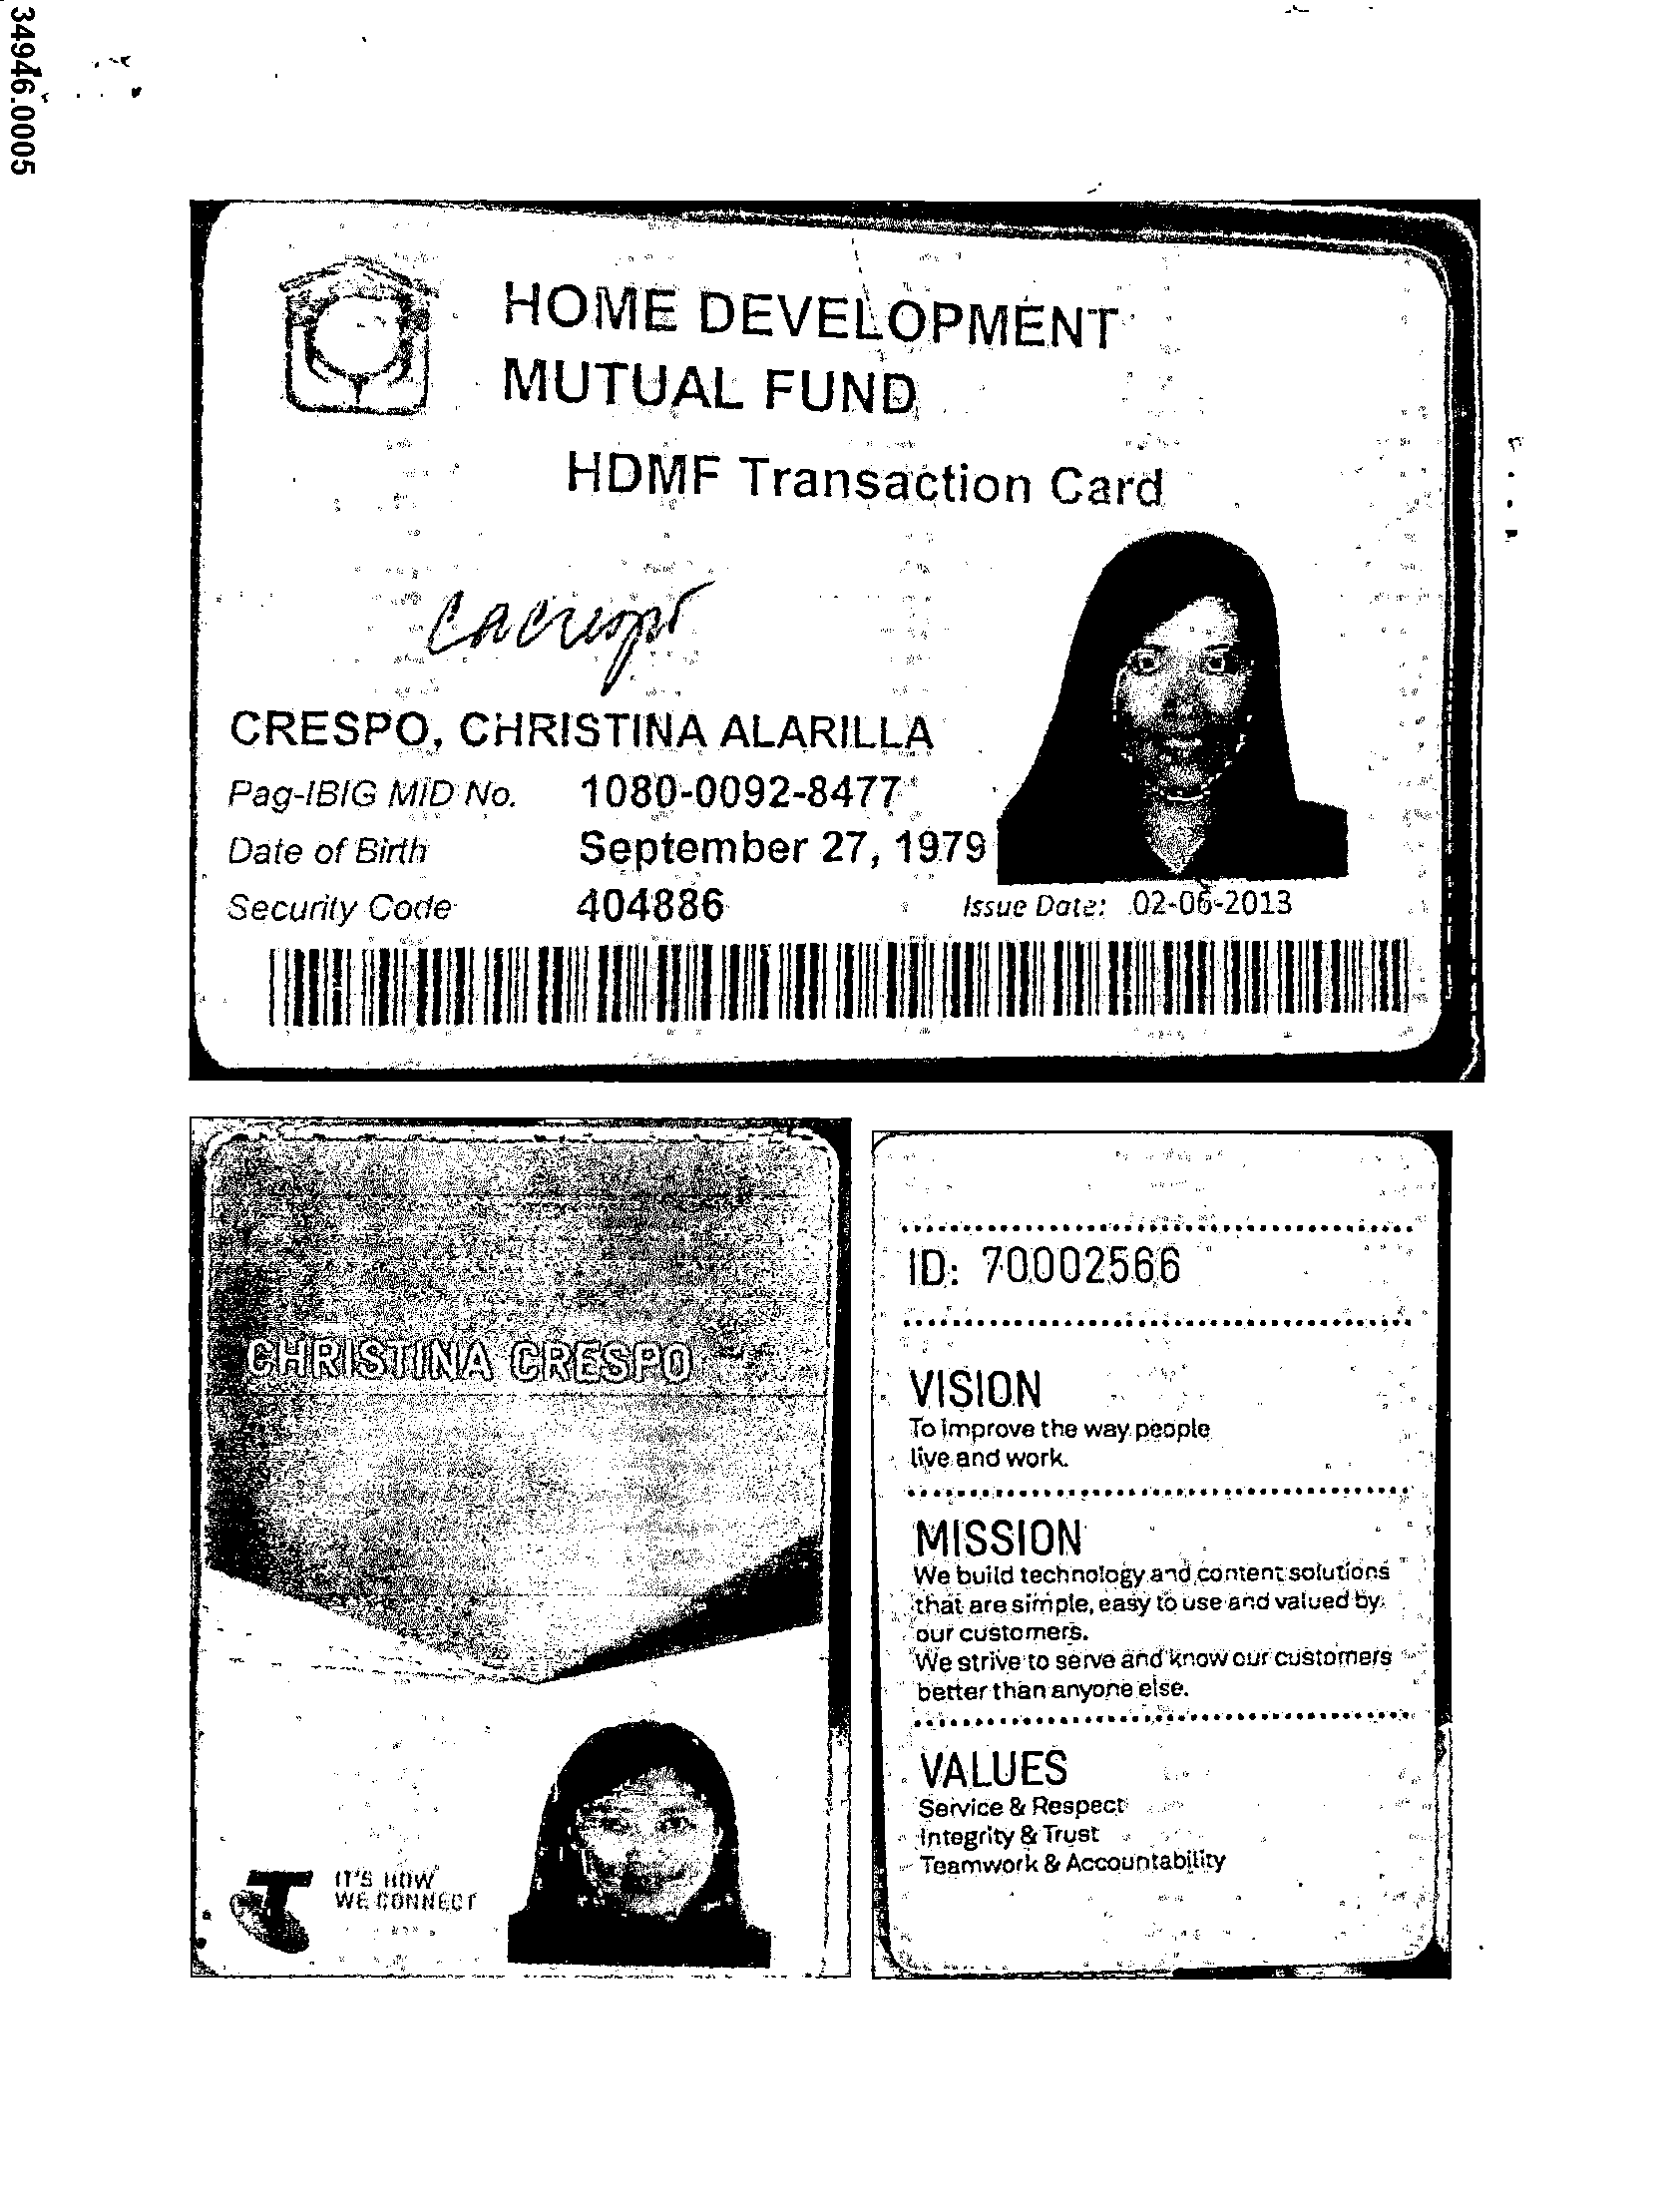 34946.0005
HOME DEVELOPMENT
MUTUAL FUND
HDMF Transaction Card
cacrespo
CRESPO, CHRISTINA ALARILLA
Pag-IBIG MID No. 1080-0092-8477
Date of Birth September 27, 1979
Security Code 404886
Issue Date: 02-06-2013
CHRISTINA CRESPO
IT'S HOW
WE CONNECT
ID: 70002566
VISION
To improve the way people
live and work.
MISSION
We build technology and content solutions
that are simple, easy to use and valued by
our customers.
We strive to serve and know our customers
better than anyone else.
VALUES
Service & Respect
Integrity & Trust
Teamwork & Accountability